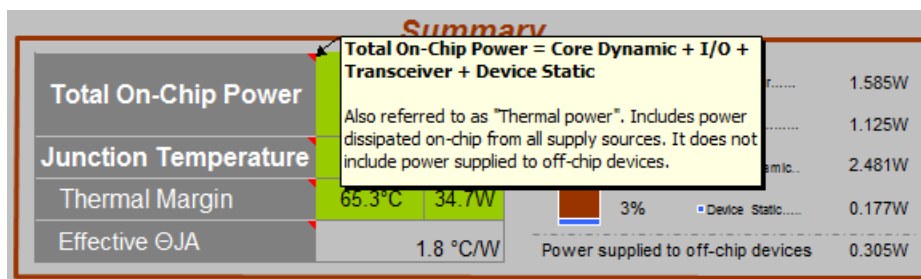 Summary
Total On-Chip Power = Core Dynamic + I/O +
Transceiver + Device Static
Also referred to as "Thermal power". Includes power
dissipated on-chip from all supply sources. It does not
include power supplied to off-chip devices.
Total On-Chip Power
Junction Temperature
Thermal Margin 65.3°C 34.7W
Effective ΘJA 1.8 °C/W
1.585W
1.125W
2.481W
3% Device Static..... 0.177W
Power supplied to off-chip devices 0.305W